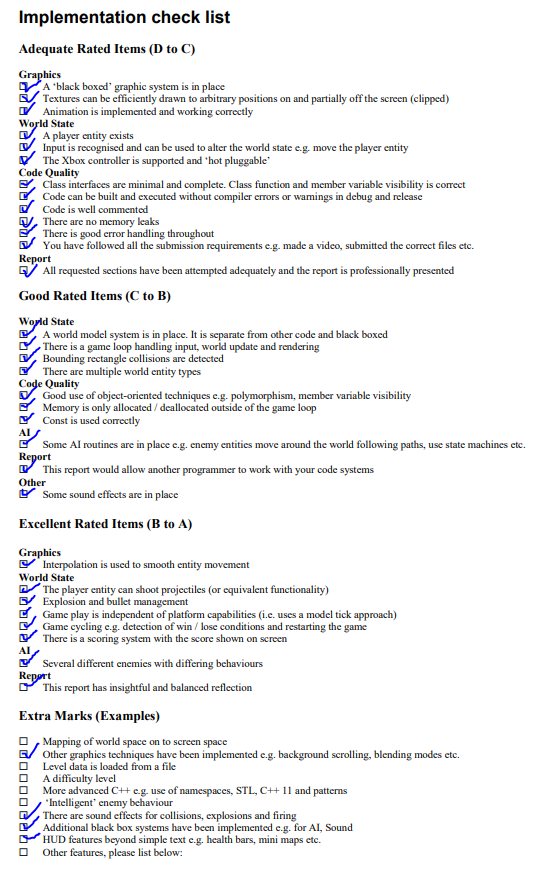 Implementation check list
Adequate Rated Items (D to C)
Graphics
A ‘black boxed’ graphic system is in place
Textures can be efficiently drawn to arbitrary positions on and partially off the screen (clipped)
Animation is implemented and working correctly
World State
A player entity exists
Input is recognised and can be used to alter the world state e.g. move the player entity
The Xbox controller is supported and ‘hot pluggable’
Code Quality
Class interfaces are minimal and complete. Class function and member variable visibility is correct
Code can be built and executed without compiler errors or warnings in debug and release
Code is well commented
There are no memory leaks
There is good error handling throughout
You have followed all the submission requirements e.g. made a video, submitted the correct files etc.
Report
All requested sections have been attempted adequately and the report is professionally presented
Good Rated Items (C to B)
World State
A world model system is in place. It is separate from other code and black boxed
There is a game loop handling input, world update and rendering
Bounding rectangle collisions are detected
There are multiple world entity types
Code Quality
Good use of object-oriented techniques e.g. polymorphism, member variable visibility
Memory is only allocated / deallocated outside of the game loop
Const is used correctly
AI
Some AI routines are in place e.g. enemy entities move around the world following paths, use state machines etc.
Report
This report would allow another programmer to work with your code systems
Other
Some sound effects are in place
Excellent Rated Items (B to A)
Graphics
Interpolation is used to smooth entity movement
World State
The player entity can shoot projectiles (or equivalent functionality)
Explosion and bullet management
Game play is independent of platform capabilities (i.e. uses a model tick approach)
Game cycling e.g. detection of win / lose conditions and restarting the game
There is a scoring system with the score shown on screen
AI
Several different enemies with differing behaviours
Report
This report has insightful and balanced reflection
Extra Marks (Examples)
Mapping of world space on to screen space
Other graphics techniques have been implemented e.g. background scrolling, blending modes etc.
Level data is loaded from a file
A difficulty level
More advanced C++ e.g. use of namespaces, STL, C++ 11 and patterns
‘Intelligent’ enemy behaviour
There are sound effects for collisions, explosions and firing
Additional black box systems have been implemented e.g. for AI, Sound
HUD features beyond simple text e.g. health bars, mini maps etc.
Other features, please list below: